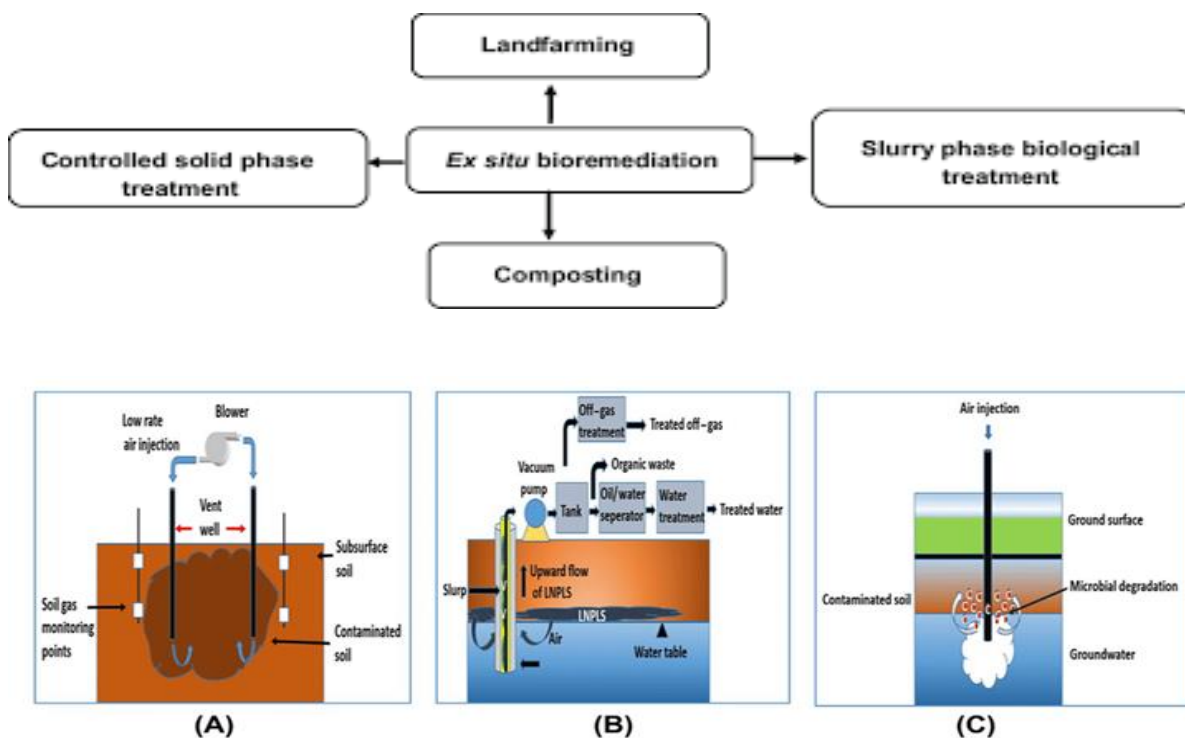 Landfarming
Controlled solid phase
treatment
Ex situ bioremediation
Slurry phase biological
treatment
Composting
Blower
Low rate
air injection
Vent
well
Subsurface
soil
Soil gas
monitoring
points
Contaminated
soil
(A)
Off-gas
treatment
Treated off-gas
Organic waste
Vacuum
pump
Tank
Oil/water
seperator
Water
treatment
Treated water
Slurp
Upward flow
of LNPLS
LNPLS
Air
Water table
(B)
Air injection
Ground surface
Microbial degradation
Contaminated soil
Groundwater
C C C C C C C C
(C)